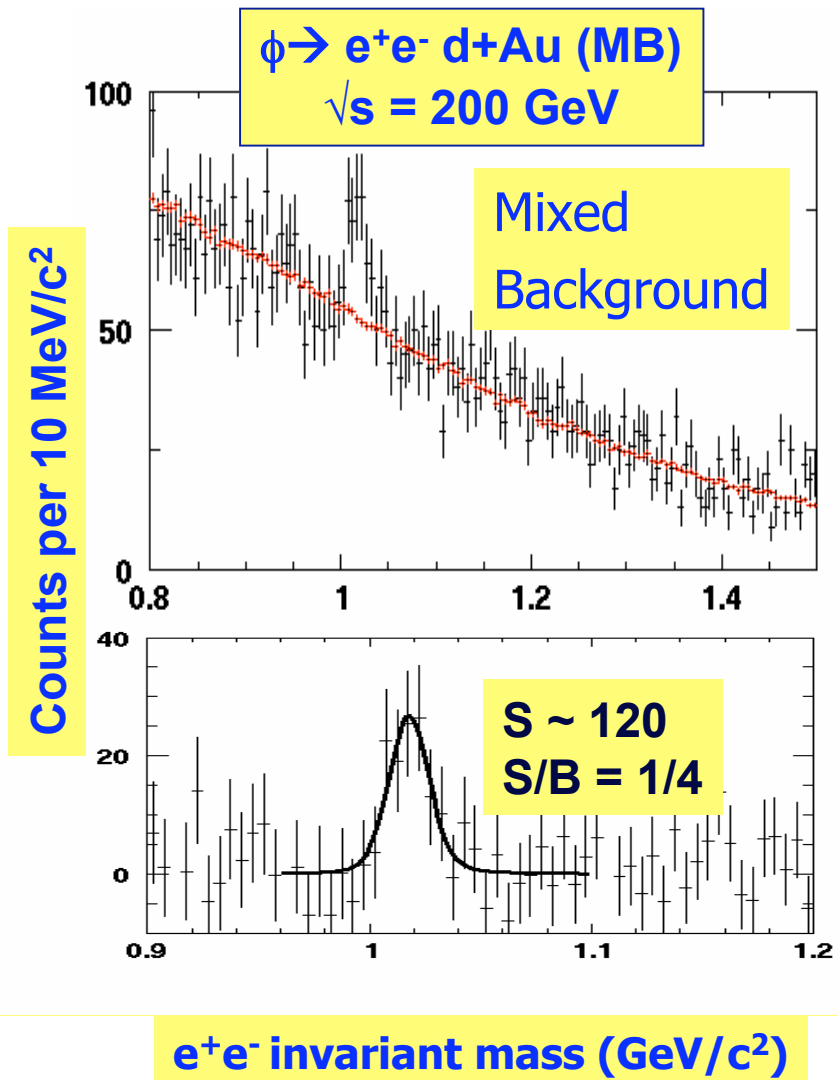 ϕ→ e⁺e⁻ d+Au (MB)
√s = 200 GeV
Mixed
Background
Counts per 10 MeV/c²
100
50
0
0.8 1 1.2 1.4
40
20
0
S ~ 120
S/B = 1/4
0.9 1 1.1 1.2
e⁺e⁻ invariant mass (GeV/c²)